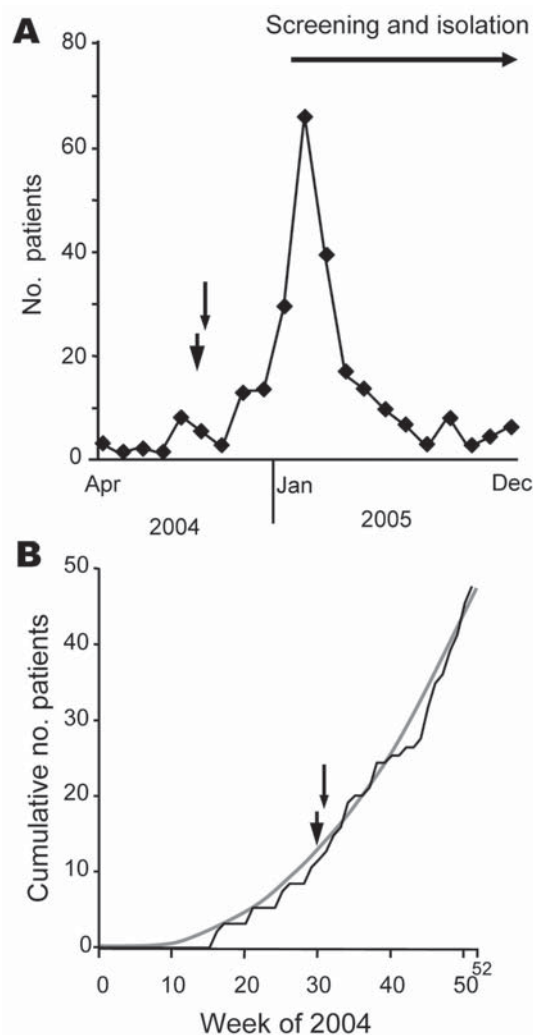 A
Screening and isolation
80
60
40
20
0
No. patients
Apr
Jan
Dec
2004
2005
B
50
40
30
20
10
0
Cumulative no. patients
0 10 20 30 40 50 52
Week of 2004